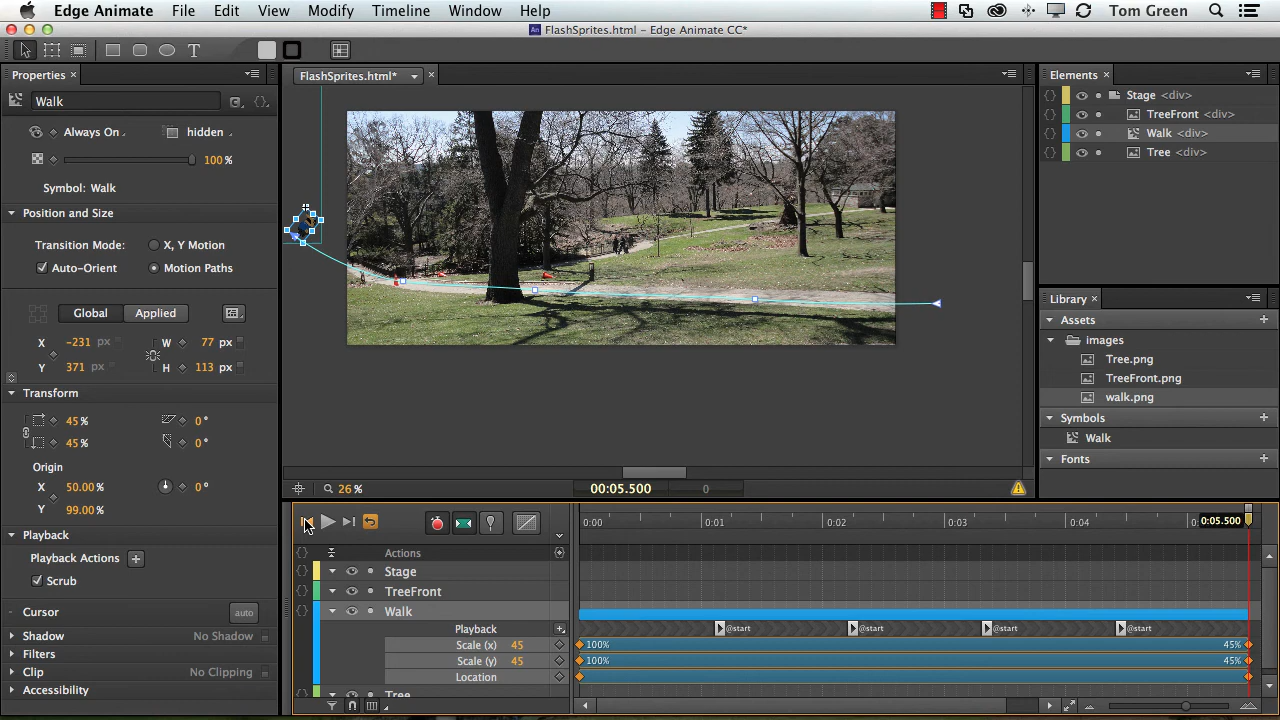 Edge Animate File Edit View Modify Timeline Window Help Tom Green
An FlashSprites.html - Edge Animate CC*
T
Properties × FlashSprites.html* × Elements ×
Walk C {}
Stage <div>
TreeFront <div>
Walk <div>
Tree <div>
Always On hidden
100 %
Symbol: Walk
Position and Size
Transition Mode: X, Y Motion
Auto-Orient Motion Paths
Global Applied
X -231 px W 77 px
Y 371 px H 113 px
Transform
45 % 0 °
45 % 0 °
Origin
X 50.00 % 0 °
Y 99.00 %
Playback
Playback Actions +
Scrub
Cursor auto
Shadow No Shadow
Filters
Clip No Clipping
Accessibility
Library ×
Assets +
images
Tree.png
TreeFront.png
walk.png
Symbols +
Walk
Fonts +
26 % 00:05.500 0
0:00 0:01 0:02 0:03 0:04 0: 0:05.500
Actions
Stage
TreeFront
Walk
Playback @start @start @start @start
Scale (x) 45 100% 45%
Scale (y) 45 100% 45%
Location
Tree